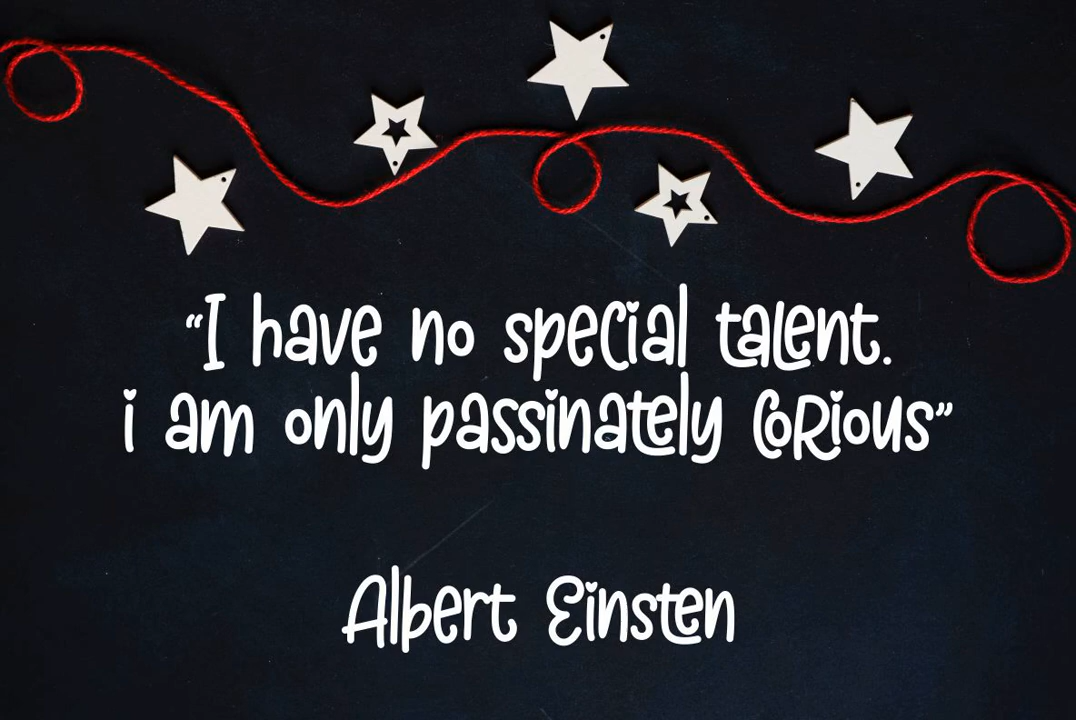 “I have no special talent.
i am only passinately CoRious”
Albert Einsten